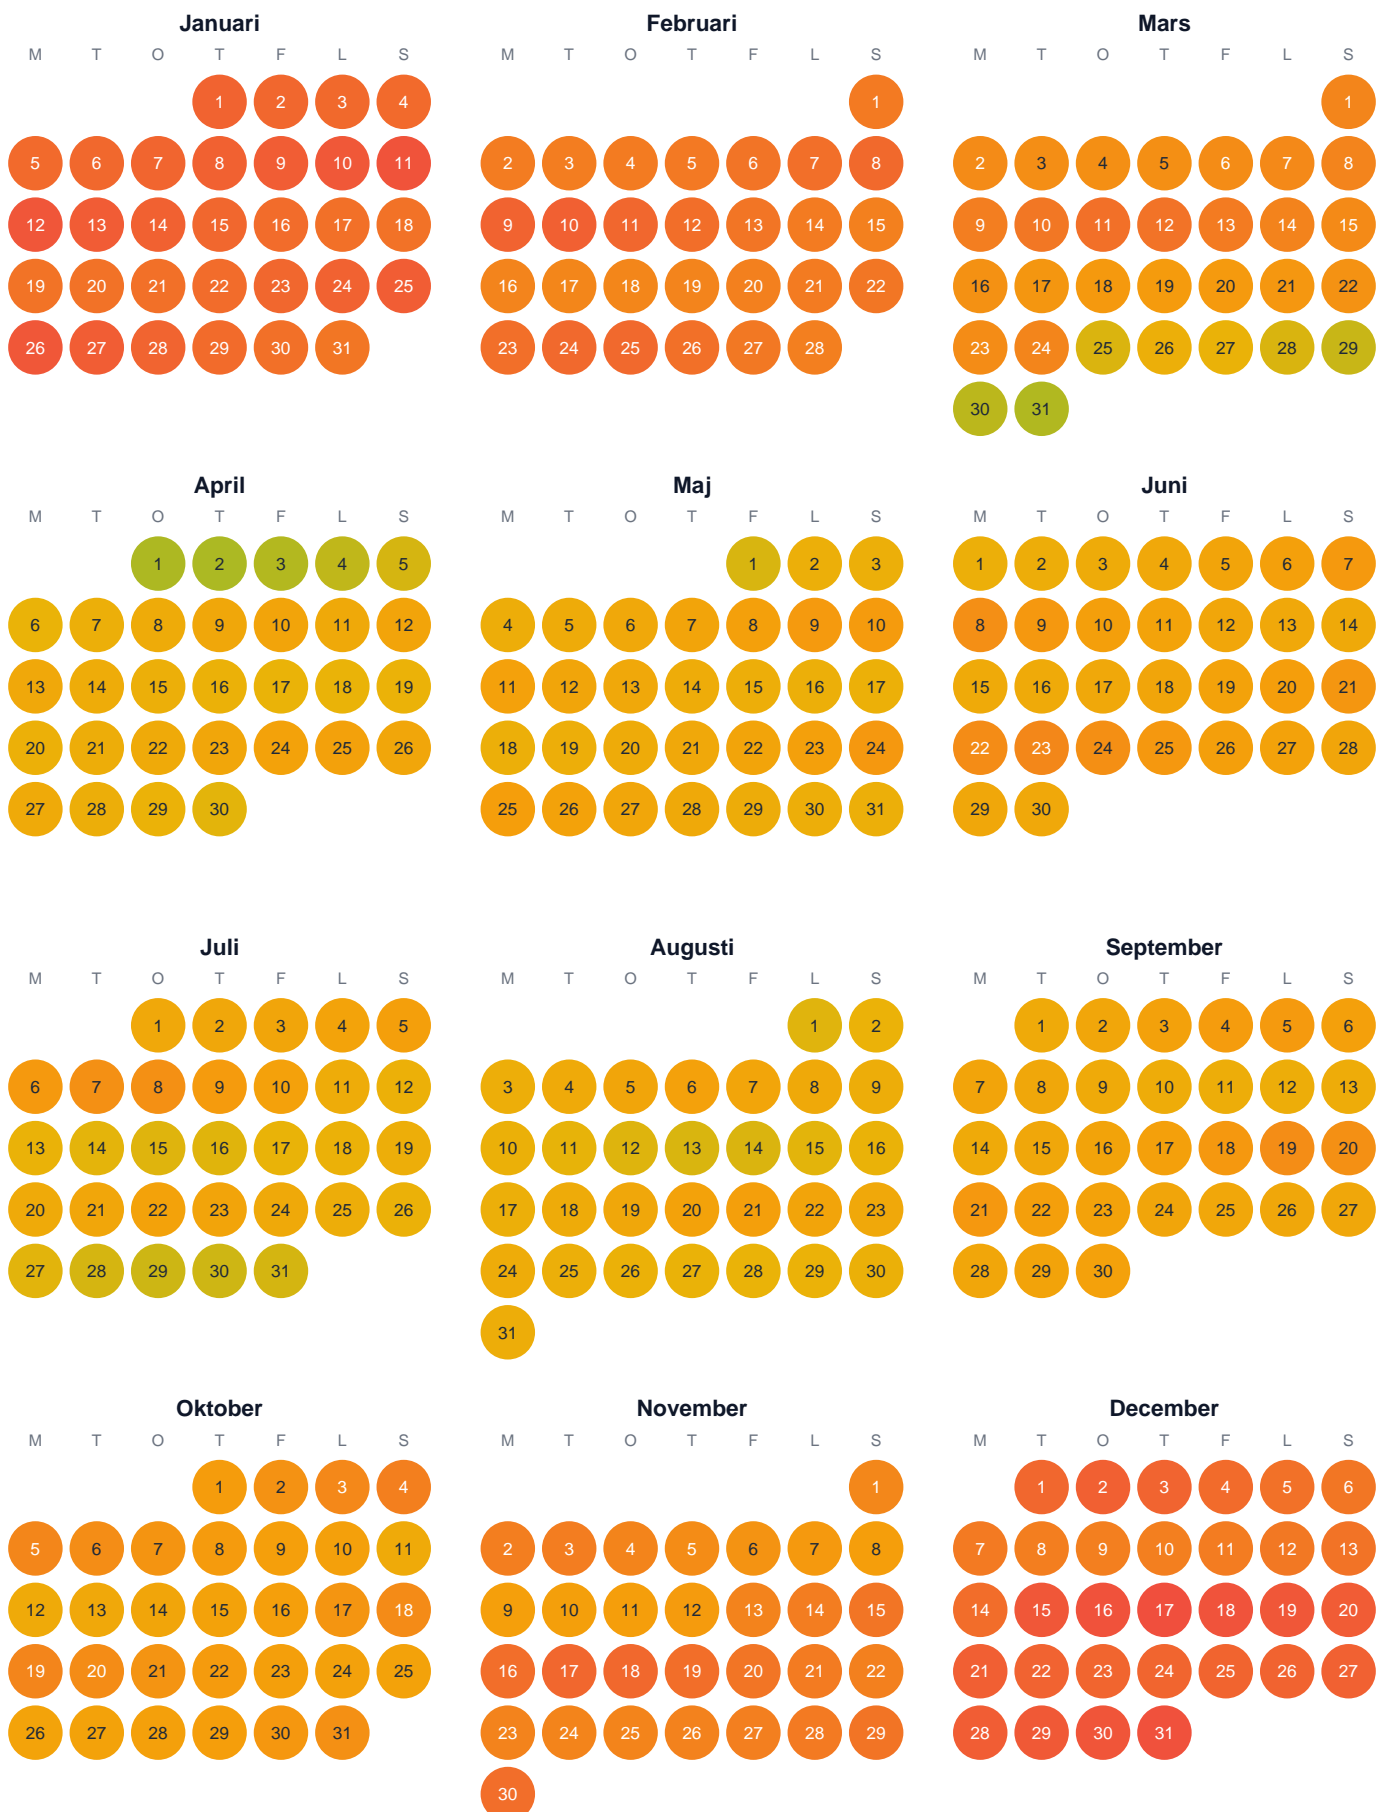 Januari
M T O T F L S
1 2 3 4
5 6 7 8 9 10 11
12 13 14 15 16 17 18
19 20 21 22 23 24 25
26 27 28 29 30 31
Februari
M T O T F L S
1
2 3 4 5 6 7 8
9 10 11 12 13 14 15
16 17 18 19 20 21 22
23 24 25 26 27 28
Mars
M T O T F L S
1
2 3 4 5 6 7 8
9 10 11 12 13 14 15
16 17 18 19 20 21 22
23 24 25 26 27 28 29
30 31
April
M T O T F L S
1 2 3 4 5
6 7 8 9 10 11 12
13 14 15 16 17 18 19
20 21 22 23 24 25 26
27 28 29 30
Maj
M T O T F L S
1 2 3
4 5 6 7 8 9 10
11 12 13 14 15 16 17
18 19 20 21 22 23 24
25 26 27 28 29 30 31
Juni
M T O T F L S
1 2 3 4 5 6 7
8 9 10 11 12 13 14
15 16 17 18 19 20 21
22 23 24 25 26 27 28
29 30
Juli
M T O T F L S
1 2 3 4 5
6 7 8 9 10 11 12
13 14 15 16 17 18 19
20 21 22 23 24 25 26
27 28 29 30 31
Augusti
M T O T F L S
1 2
3 4 5 6 7 8 9
10 11 12 13 14 15 16
17 18 19 20 21 22 23
24 25 26 27 28 29 30
31
September
M T O T F L S
1 2 3 4 5 6
7 8 9 10 11 12 13
14 15 16 17 18 19 20
21 22 23 24 25 26 27
28 29 30
Oktober
M T O T F L S
1 2 3 4
5 6 7 8 9 10 11
12 13 14 15 16 17 18
19 20 21 22 23 24 25
26 27 28 29 30 31
November
M T O T F L S
1
2 3 4 5 6 7 8
9 10 11 12 13 14 15
16 17 18 19 20 21 22
23 24 25 26 27 28 29
30
December
M T O T F L S
1 2 3 4 5 6
7 8 9 10 11 12 13
14 15 16 17 18 19 20
21 22 23 24 25 26 27
28 29 30 31